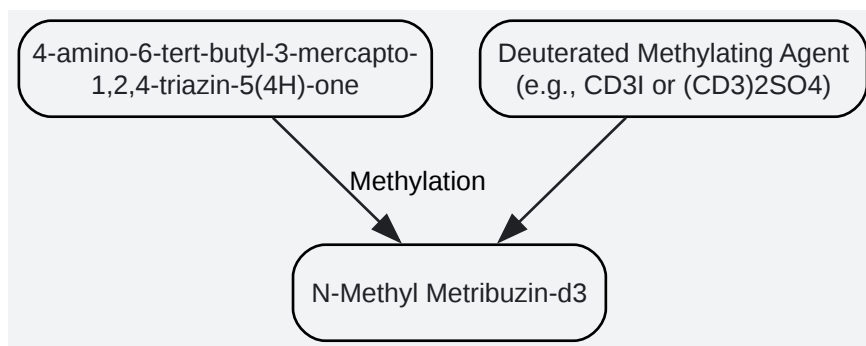 4-amino-6-tert-butyl-3-mercapto-
1,2,4-triazin-5(4H)-one
Deuterated Methylating Agent
(e.g., CD3I or (CD3)2SO4)
Methylation
N-Methyl Metribuzin-d3